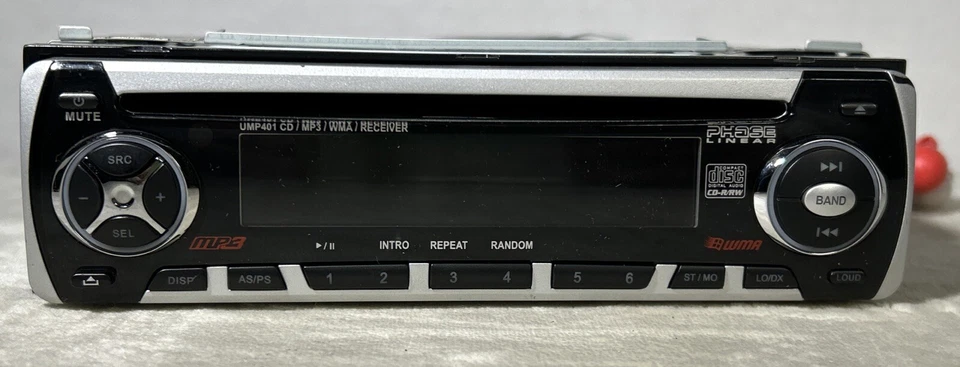 MUTE
UMP401 CD / MP3 / WMA / RECEIVER
PHASE
LINEAR
SRC
SEL
COMPACT
disc
DIGITAL AUDIO
CD-R/RW
BAND
MP3
INTRO
REPEAT
RANDOM
WMA
DISP
AS/PS
1
2
3
4
5
6
ST / MO
LO/DX
LOUD